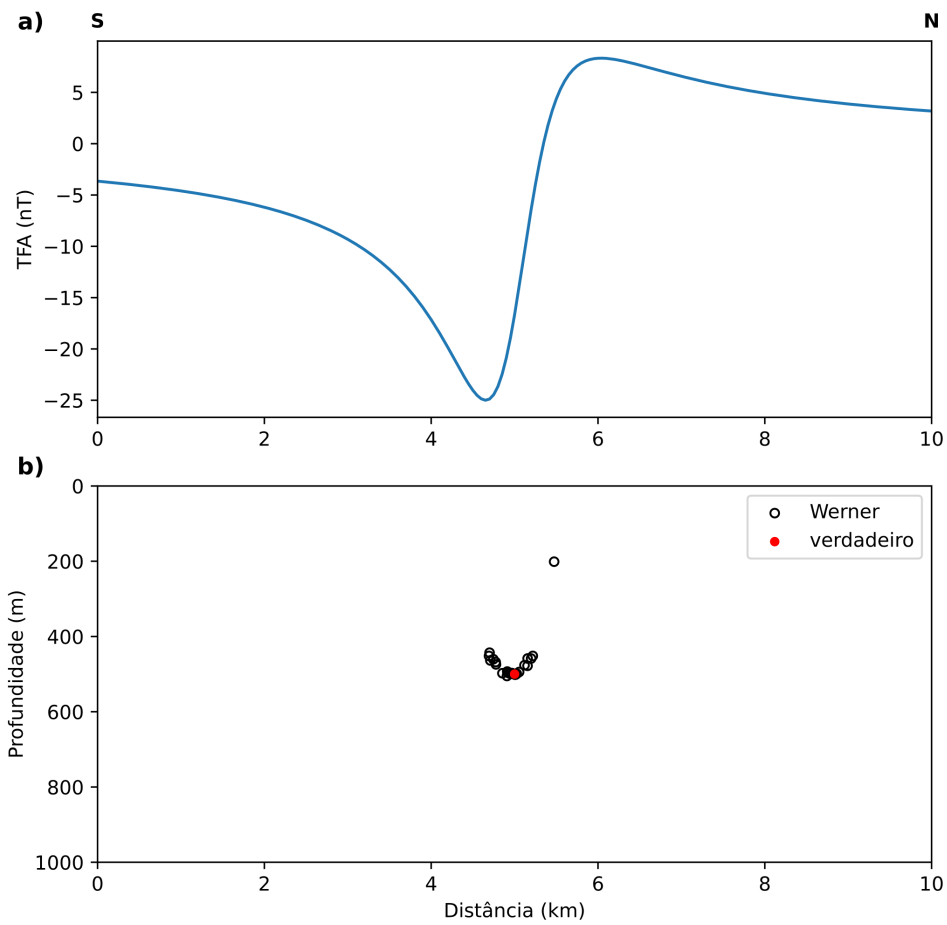 a)
S
N
TFA (nT)
5
0
−5
−10
−15
−20
−25
0
2
4
6
8
10
b)
Profundidade (m)
0
200
400
600
800
1000
Werner
verdadeiro
0
2
4
6
8
10
Distância (km)